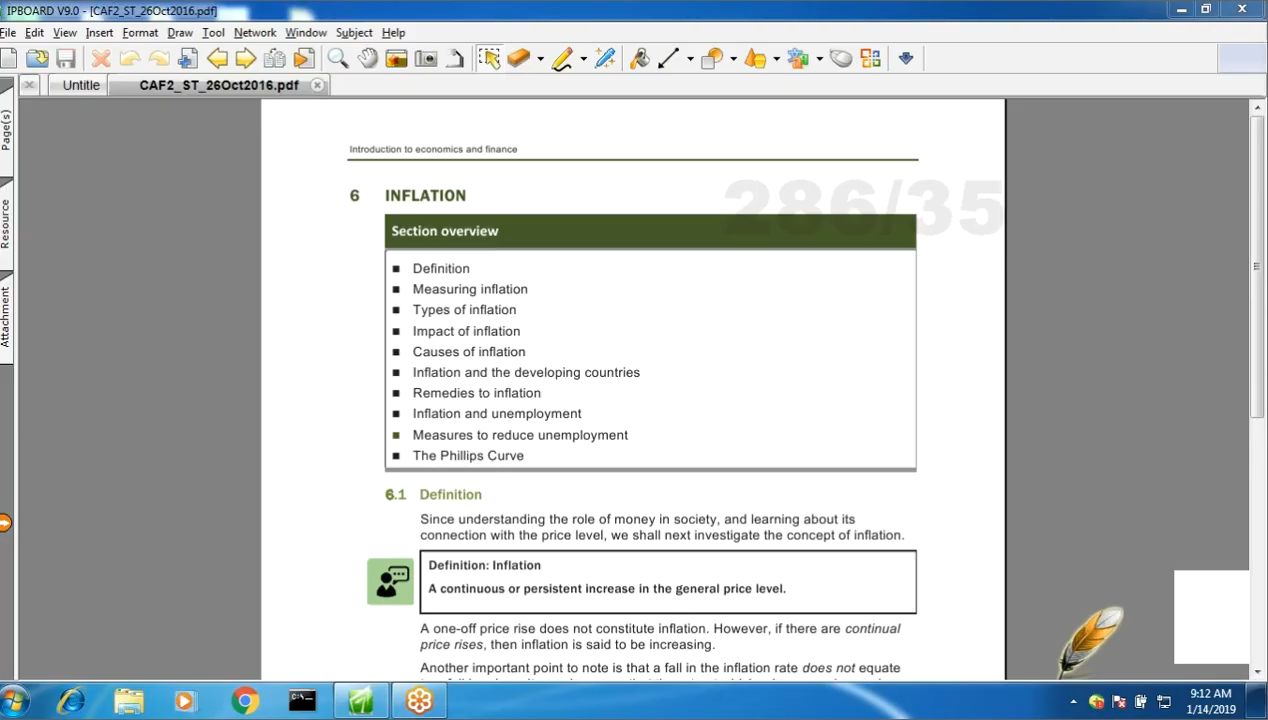 IPBOARD V9.0 - [CAF2_ST_26Oct2016.pdf]
File Edit View Insert Format Draw Tool Network Window Subject Help
Untitle CAF2_ST_26Oct2016.pdf
Page(s)
Resource
Attachment
Introduction to economics and finance
286/35
6 INFLATION
Section overview
■ Definition
■ Measuring inflation
■ Types of inflation
■ Impact of inflation
■ Causes of inflation
■ Inflation and the developing countries
■ Remedies to inflation
■ Inflation and unemployment
■ Measures to reduce unemployment
■ The Phillips Curve
6.1 Definition
Since understanding the role of money in society, and learning about its
connection with the price level, we shall next investigate the concept of inflation.
Definition: Inflation
A continuous or persistent increase in the general price level.
A one-off price rise does not constitute inflation. However, if there are continual
price rises, then inflation is said to be increasing.
Another important point to note is that a fall in the inflation rate does not equate
9:12 AM
1/14/2019